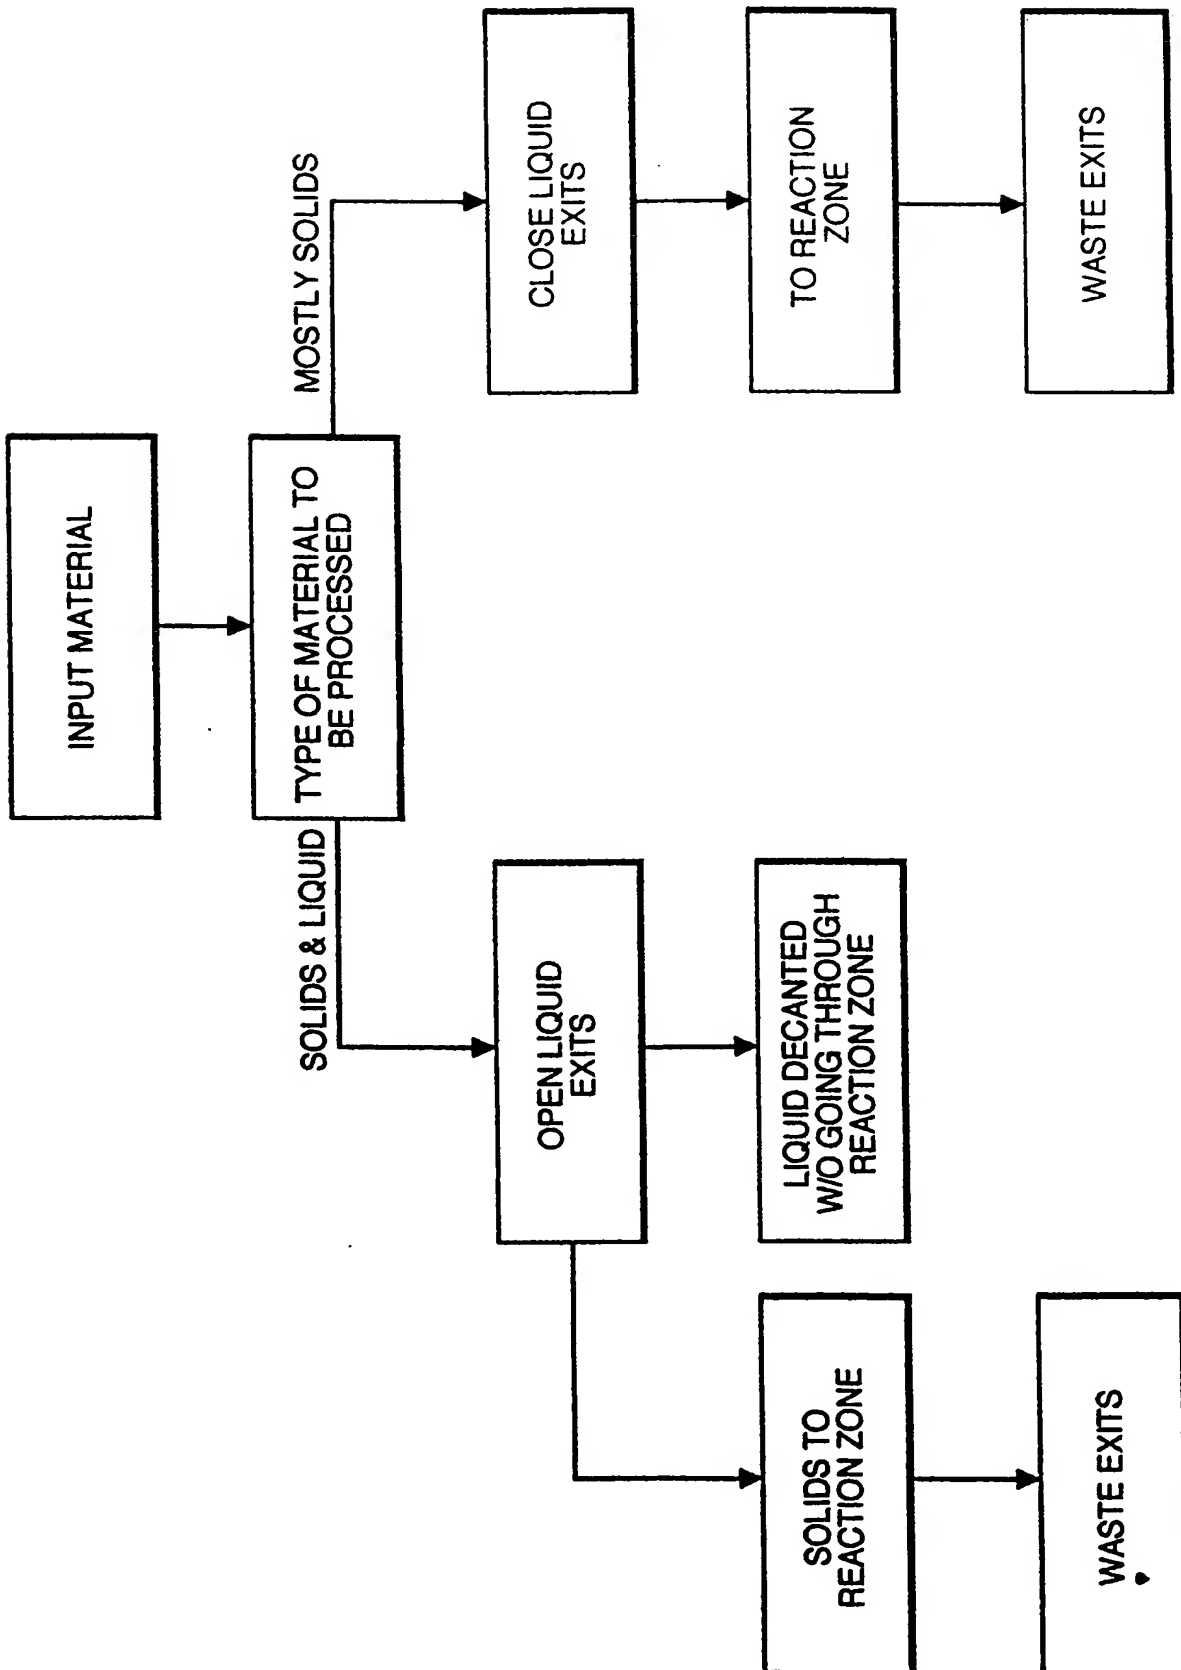 INPUT MATERIAL
TYPE OF MATERIAL TO
BE PROCESSED
SOLIDS & LIQUID
MOSTLY SOLIDS
OPEN LIQUID
EXITS
CLOSE LIQUID
EXITS
SOLIDS TO
REACTION ZONE
LIQUID DECANTED
W/O GOING THROUGH
REACTION ZONE
TO REACTION
ZONE
WASTE EXITS
WASTE EXITS